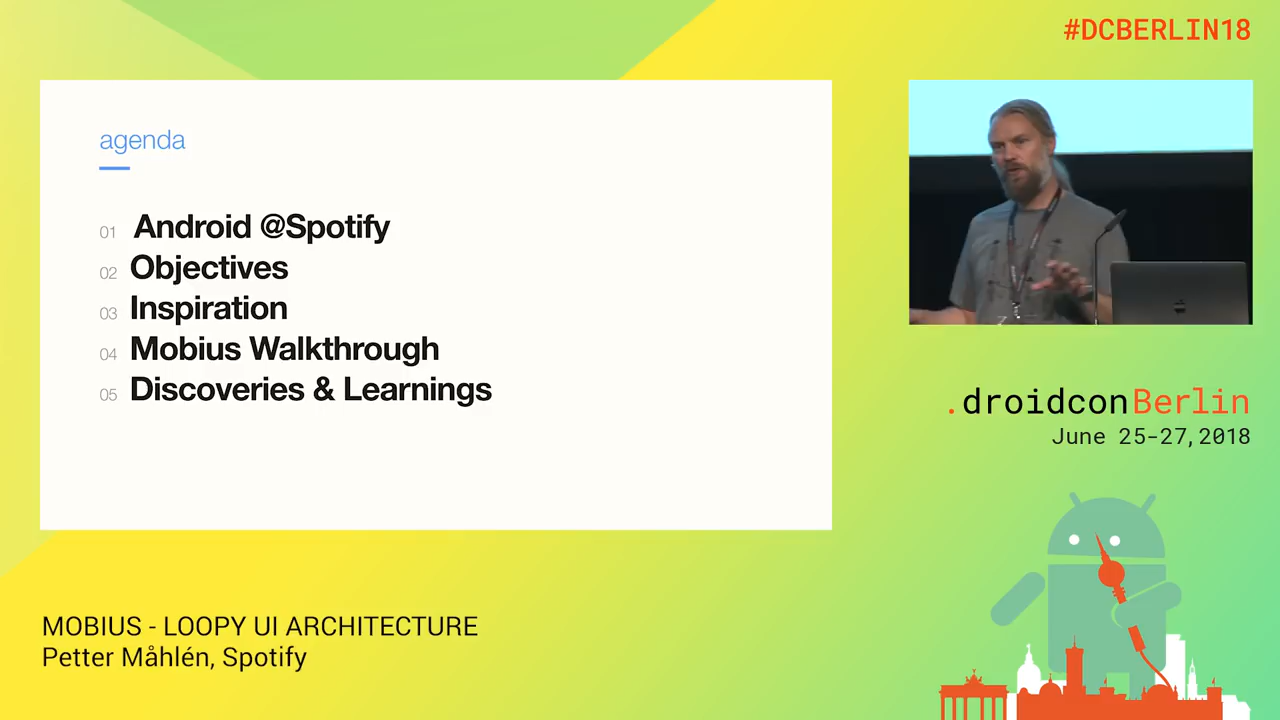 #DCBERLIN18
agenda
01 Android @Spotify
02 Objectives
03 Inspiration
04 Mobius Walkthrough
05 Discoveries & Learnings
.droidconBerlin
June 25-27,2018
MOBIUS - LOOPY UI ARCHITECTURE
Petter Måhlén, Spotify